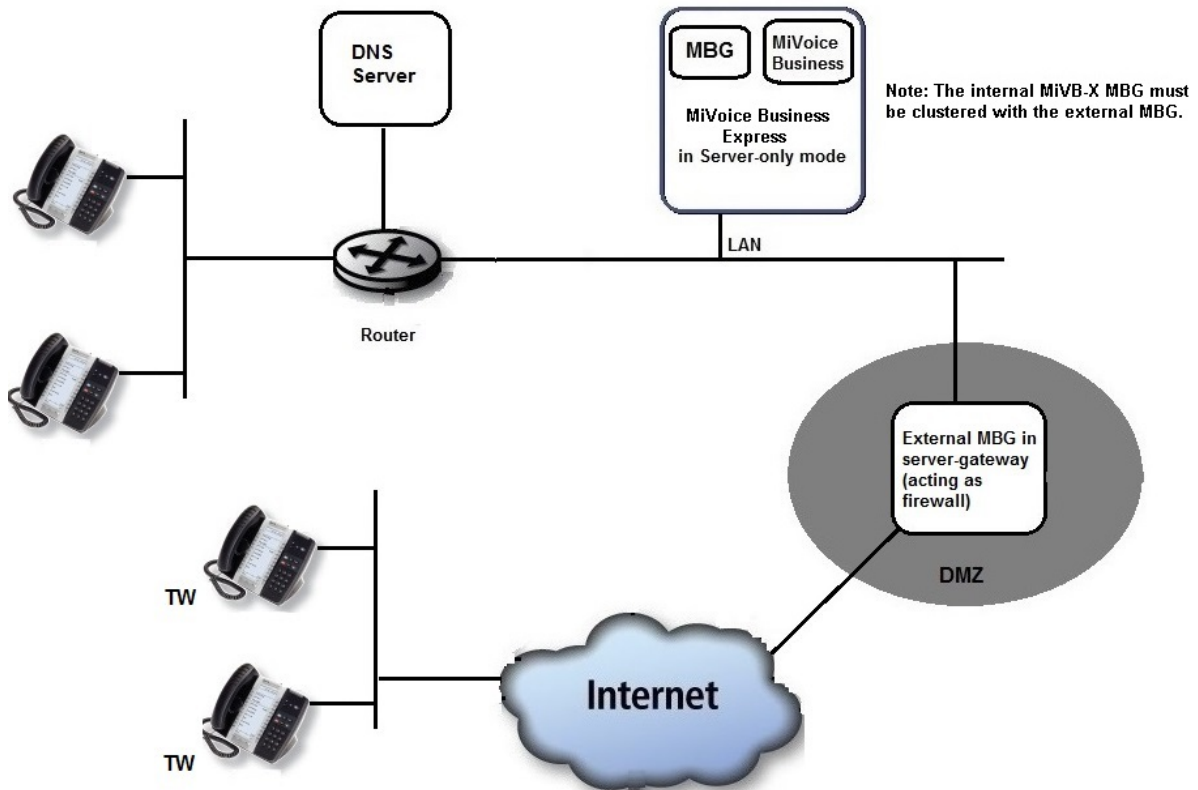 DNS
Server
MBG
MiVoice
Business
MiVoice Business
Express
in Server-only mode
Note: The internal MiVB-X MBG must
be clustered with the external MBG.
LAN
Router
External MBG in
server-gateway
(acting as
firewall)
DMZ
TW
TW
Internet